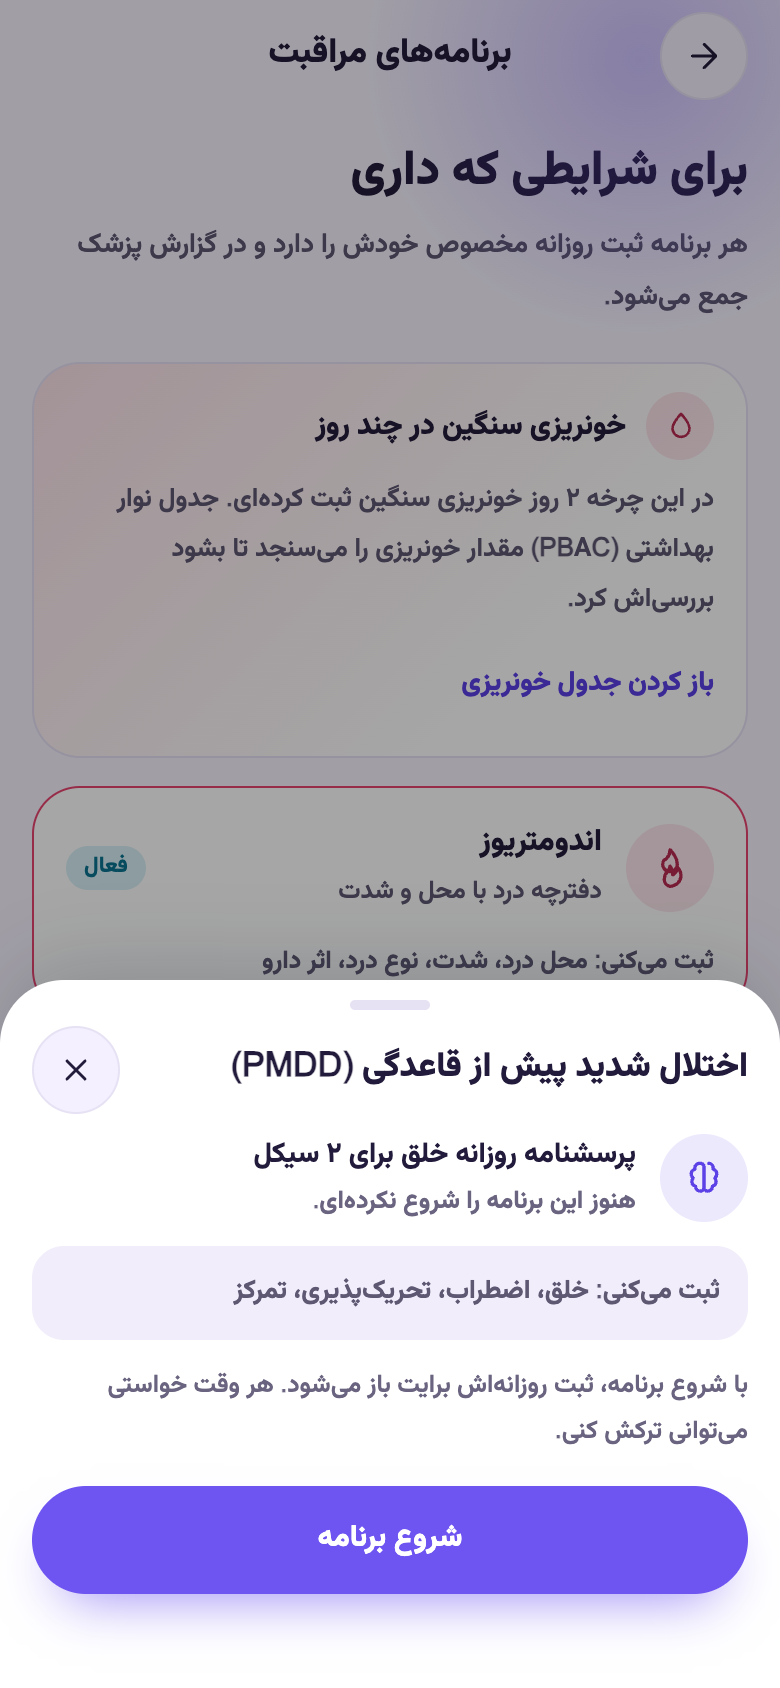 برنامه‌های مراقبت
برای شرایطی که داری
هر برنامه ثبت روزانه مخصوص خودش را دارد و در گزارش پزشک
جمع می‌شود.
خونریزی سنگین در چند روز
در این چرخه ۲ روز خونریزی سنگین ثبت کرده‌ای. جدول نوار
بهداشتی (PBAC) مقدار خونریزی را می‌سنجد تا بشود
بررسی‌اش کرد.
باز کردن جدول خونریزی
اندومتریوز
فعال
دفترچه درد با محل و شدت
ثبت می‌کنی: محل درد، شدت، نوع درد، اثر دارو
اختلال شدید پیش از قاعدگی (PMDD)
پرسشنامه روزانه خلق برای ۲ سیکل
هنوز این برنامه را شروع نکرده‌ای.
ثبت می‌کنی: خلق، اضطراب، تحریک‌پذیری، تمرکز
با شروع برنامه، ثبت روزانه‌اش برایت باز می‌شود. هر وقت خواستی
می‌توانی ترکش کنی.
شروع برنامه